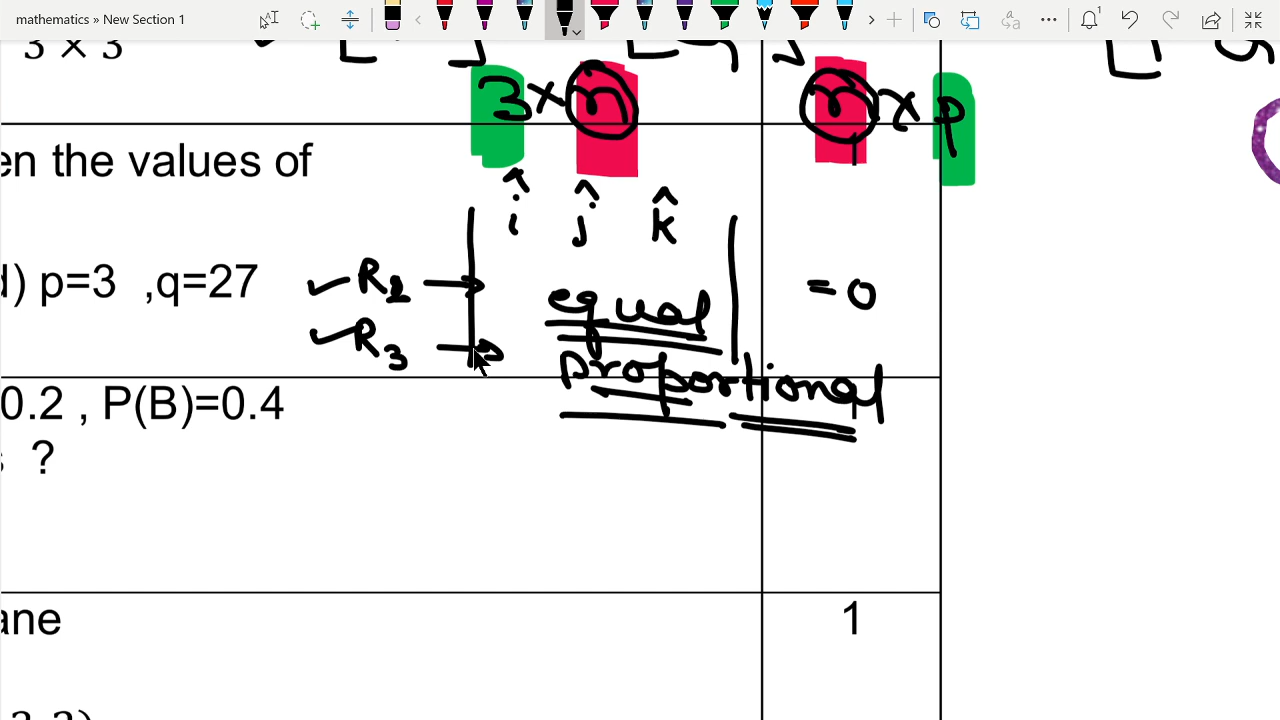 mathematics » New Section 1
3 × 3
3 × n
n × p
en the values of
î ĵ k̂
d) p=3 ,q=27
R2 → equal = 0
R3 → proportional
0.2 , P(B)=0.4
?
ane
1